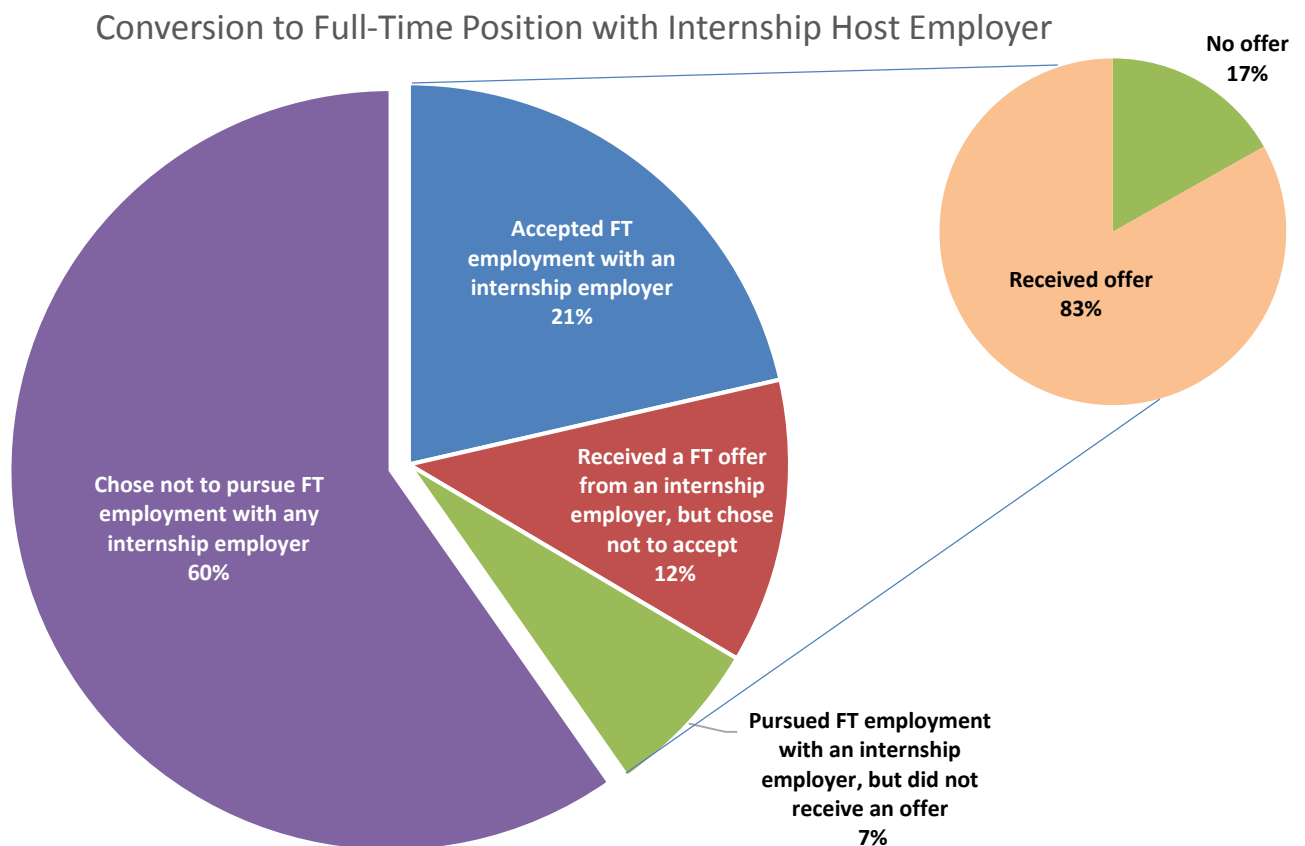 Conversion to Full-Time Position with Internship Host Employer
No offer
17%
Accepted FT
employment with an
internship employer
21%
Received offer
83%
Received a FT offer
from an internship
employer, but chose
not to accept
12%
Chose not to pursue FT
employment with any
internship employer
60%
Pursued FT employment
with an internship
employer, but did not
receive an offer
7%